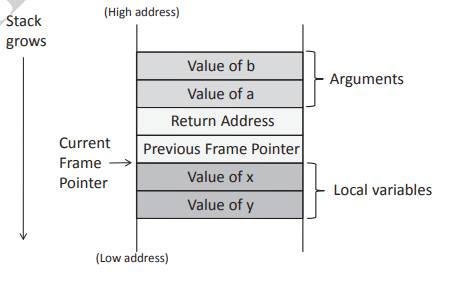 (High address)
Stack
grows
Value of b
Value of a
Arguments
Return Address
Current
Frame
Pointer
Previous Frame Pointer
Value of x
Value of y
Local variables
(Low address)